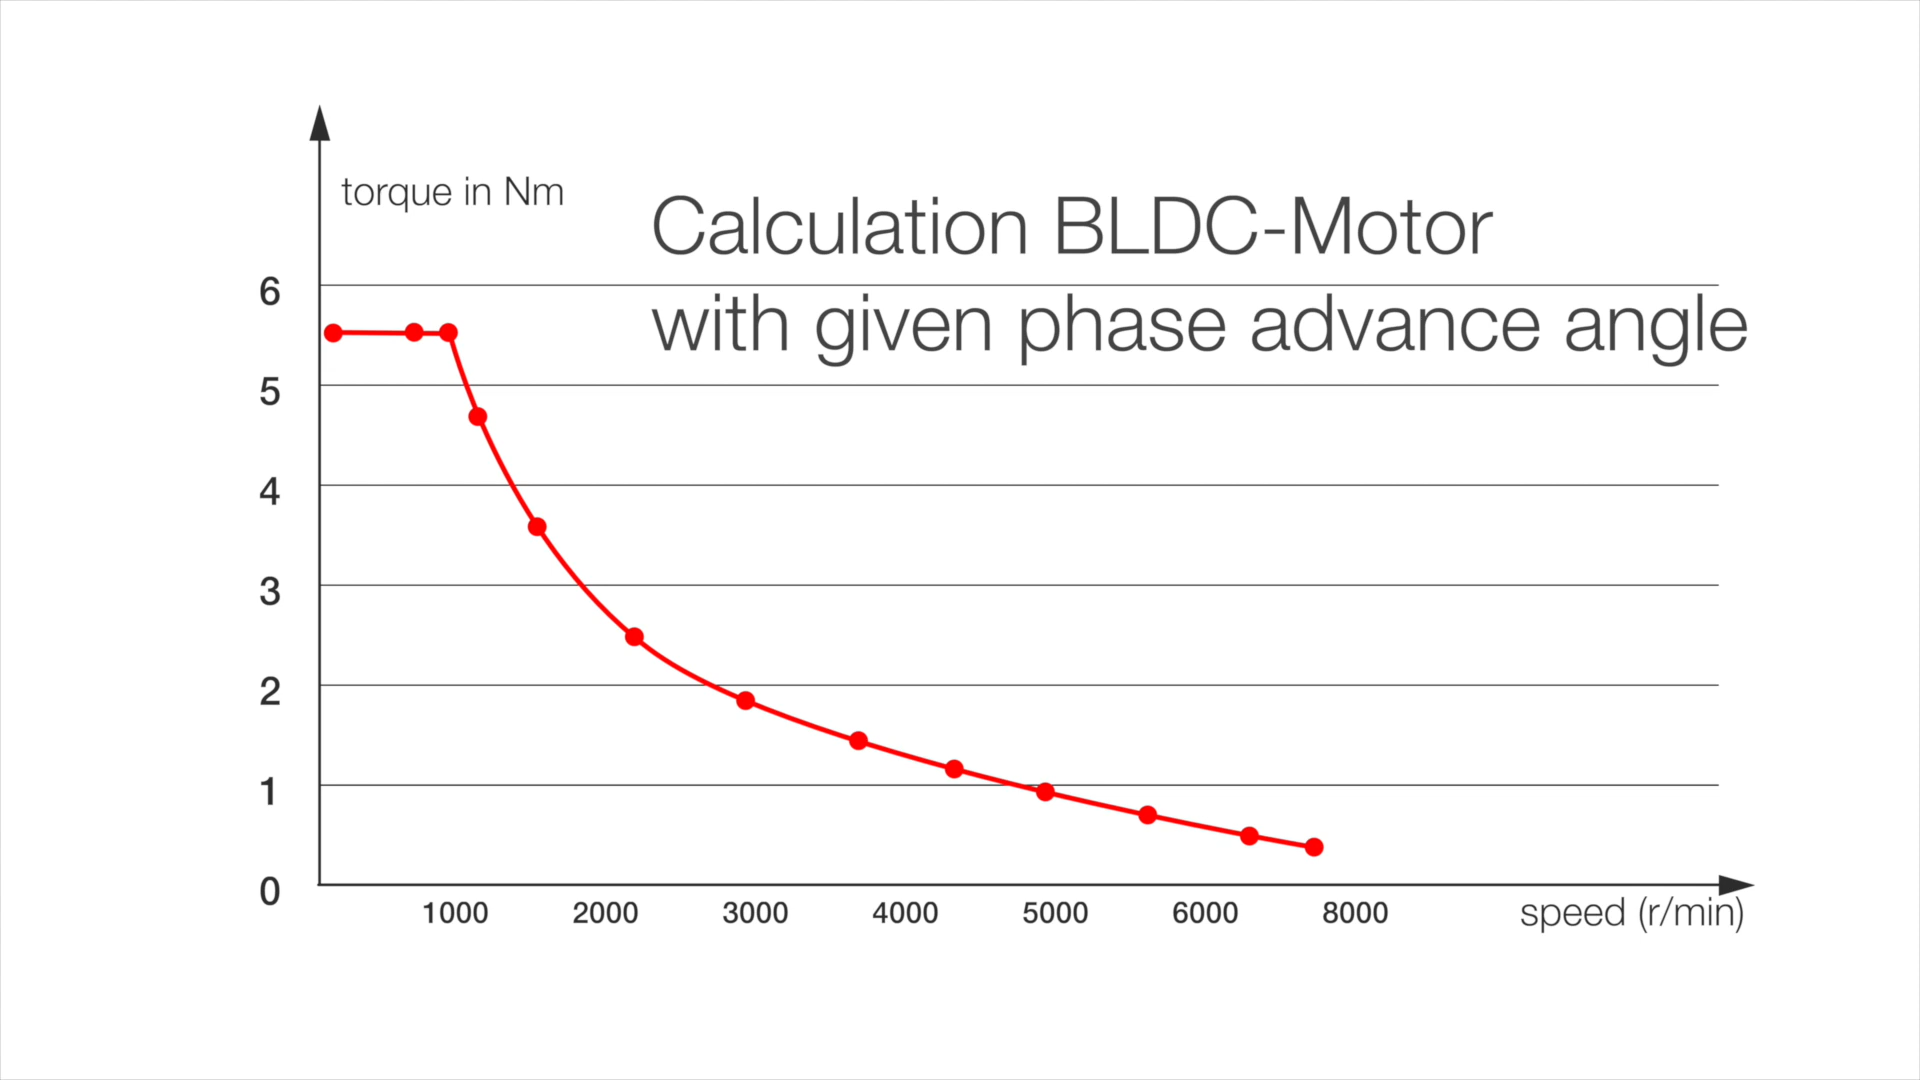 torque in Nm
Calculation BLDC-Motor
with given phase advance angle
6
5
4
3
2
1
0
1000 2000 3000 4000 5000 6000 8000 speed (r/min)